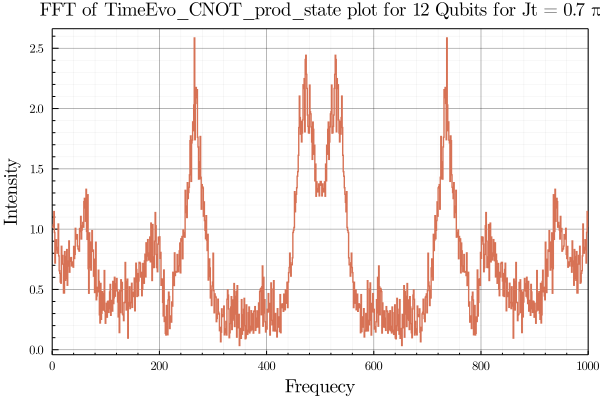 FFT of TimeEvo_CNOT_prod_state plot for 12 Qubits for Jt = 0.7 π
2.5
2.0
1.5
1.0
0.5
0.0
Intensity
0 200 400 600 800 1000
Frequecy